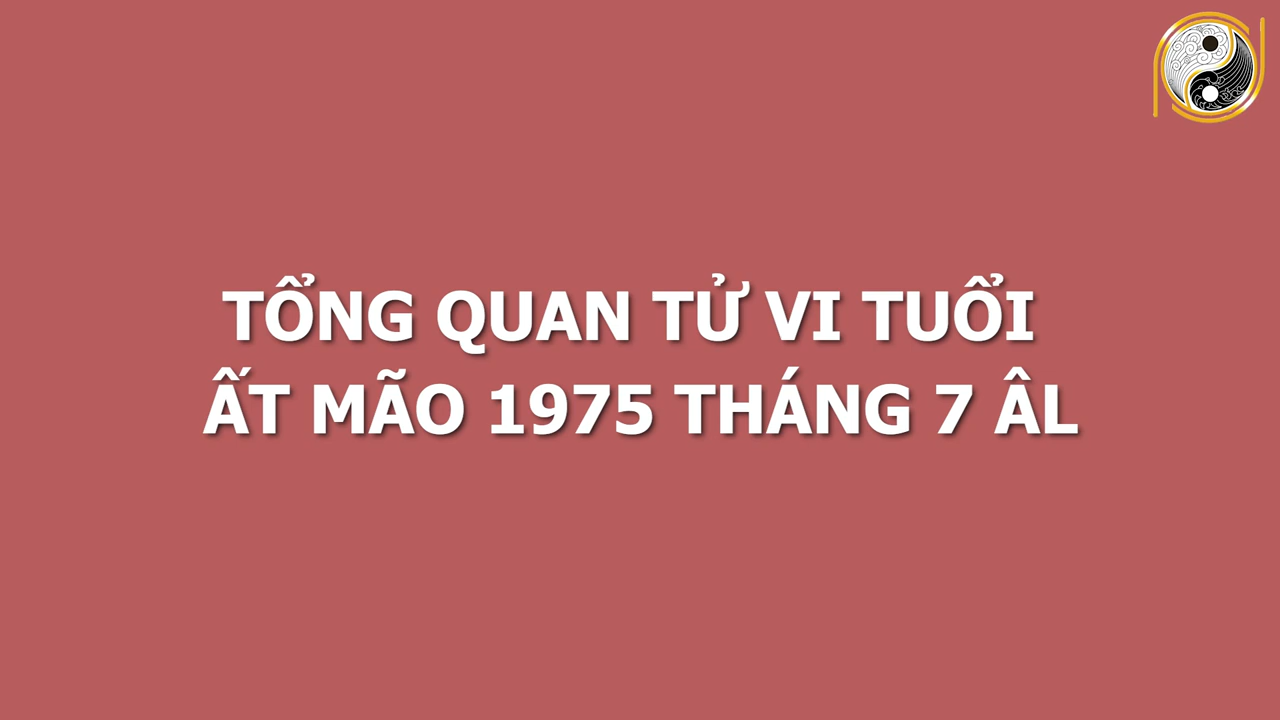 TỔNG QUAN TỬ VI TUỔI
ẤT MÃO 1975 THÁNG 7 ÂL